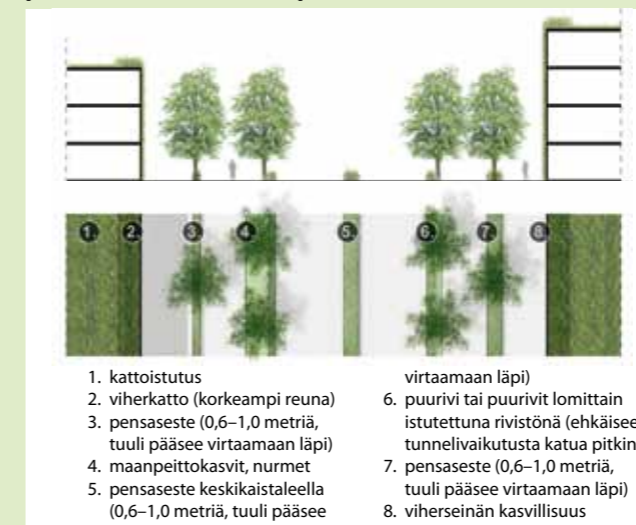 1. 2. 3. 4. 5. 6. 7. 8.
1. kattoistutus
2. viherkatto (korkeampi reuna)
3. pensaseste (0,6–1,0 metriä,
tuuli pääsee virtaamaan läpi)
4. maanpeittokasvit, nurmet
5. pensaseste keskikaistaleella
(0,6–1,0 metriä, tuuli pääsee
virtaamaan läpi)
6. puurivi tai puurivit lomittain
istutettuna rivistönä (ehkäisee
tunnelivaikutusta katua pitkin
7. pensaseste (0,6–1,0 metriä,
tuuli pääsee virtaamaan läpi)
8. viherseinän kasvillisuus